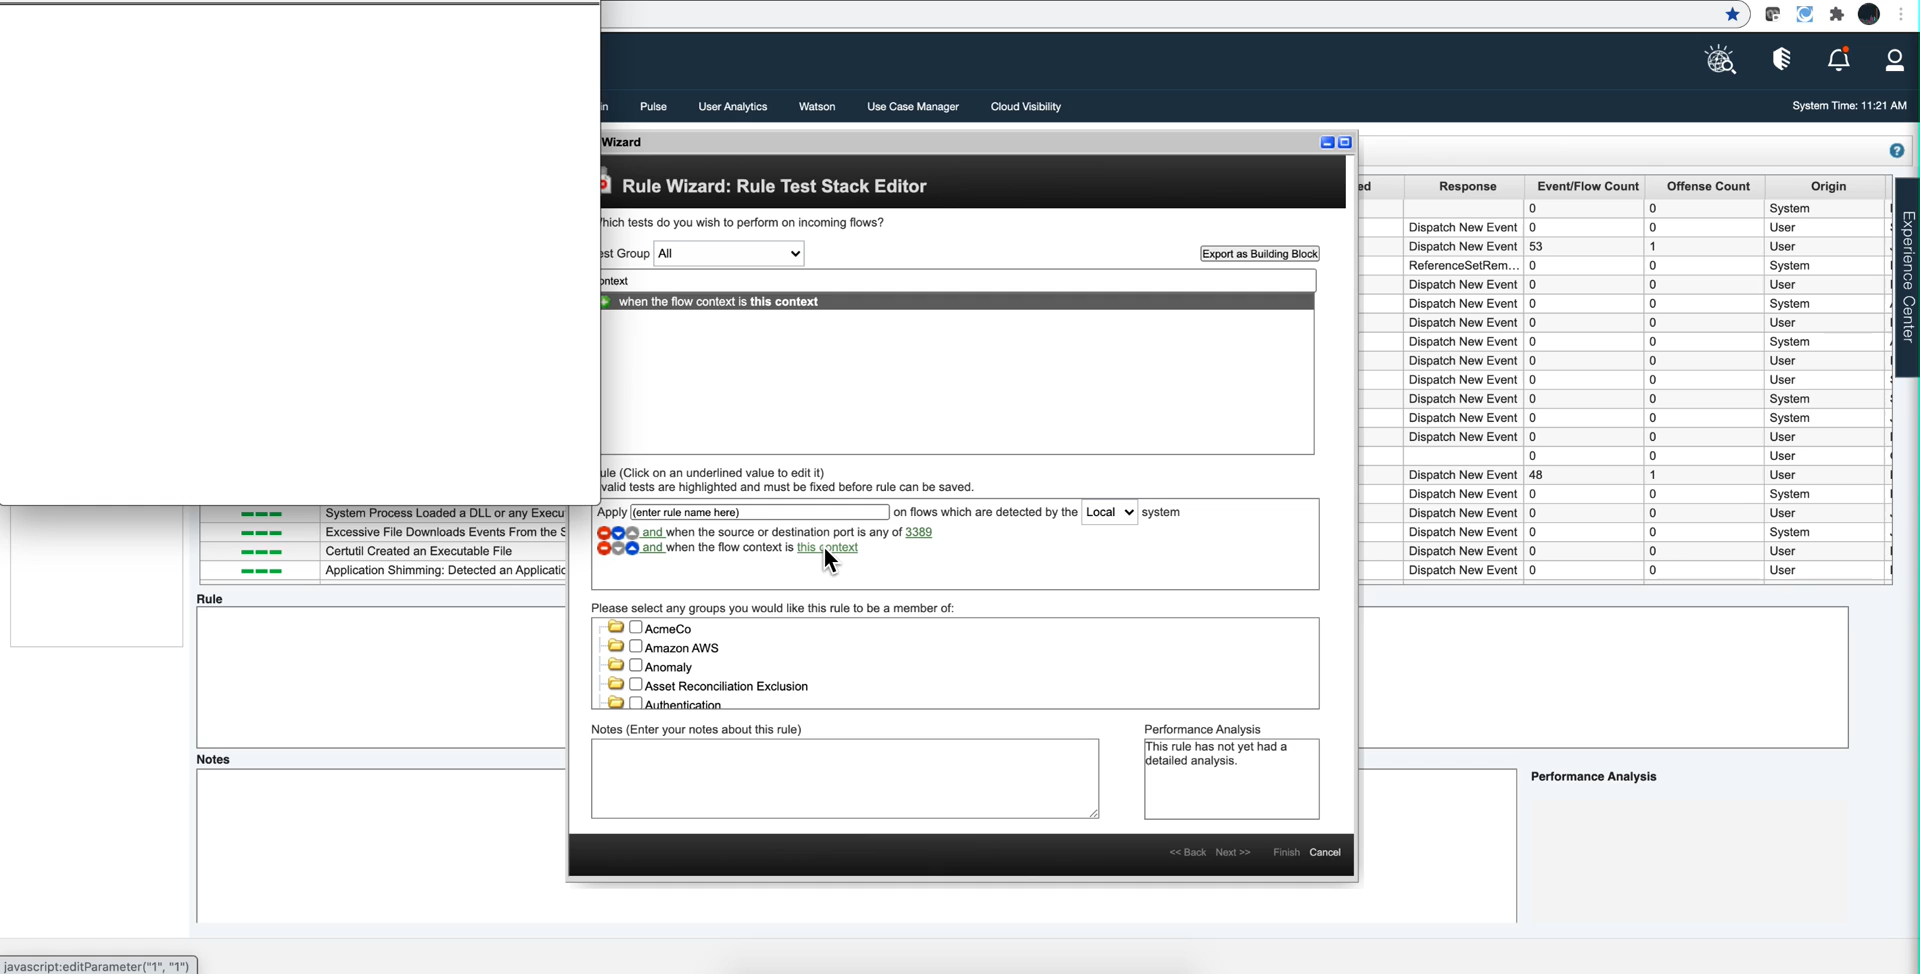 Pulse User Analytics Watson Use Case Manager Cloud Visibility System Time: 11:21 AM
Wizard
Rule Wizard: Rule Test Stack Editor
hich tests do you wish to perform on incoming flows?
est Group All Export as Building Block
ontext
when the flow context is this context
ule (Click on an underlined value to edit it)
valid tests are highlighted and must be fixed before rule can be saved.
Apply (enter rule name here) on flows which are detected by the Local system
and when the source or destination port is any of 3389
and when the flow context is this context
Please select any groups you would like this rule to be a member of:
AcmeCo
Amazon AWS
Anomaly
Asset Reconciliation Exclusion
Authentication
Notes (Enter your notes about this rule)
Performance Analysis
This rule has not yet had a
detailed analysis.
<< Back Next >> Finish Cancel
ed Response Event/Flow Count Offense Count Origin
0 0 System
Dispatch New Event 0 0 User
Dispatch New Event 53 1 User
ReferenceSetRem... 0 0 System
Dispatch New Event 0 0 User
Dispatch New Event 0 0 System
Dispatch New Event 0 0 User
Dispatch New Event 0 0 System
Dispatch New Event 0 0 User
Dispatch New Event 0 0 User
Dispatch New Event 0 0 System
Dispatch New Event 0 0 System
Dispatch New Event 0 0 User
0 0 User
Dispatch New Event 48 1 User
Dispatch New Event 0 0 System
Dispatch New Event 0 0 User
Dispatch New Event 0 0 System
Dispatch New Event 0 0 User
Dispatch New Event 0 0 User
Experience Center
System Process Loaded a DLL or any Execu
Excessive File Downloads Events From the S
Certutil Created an Executable File
Application Shimming: Detected an Applicatic
Rule
Notes
Performance Analysis
javascript:editParameter("1", "1")